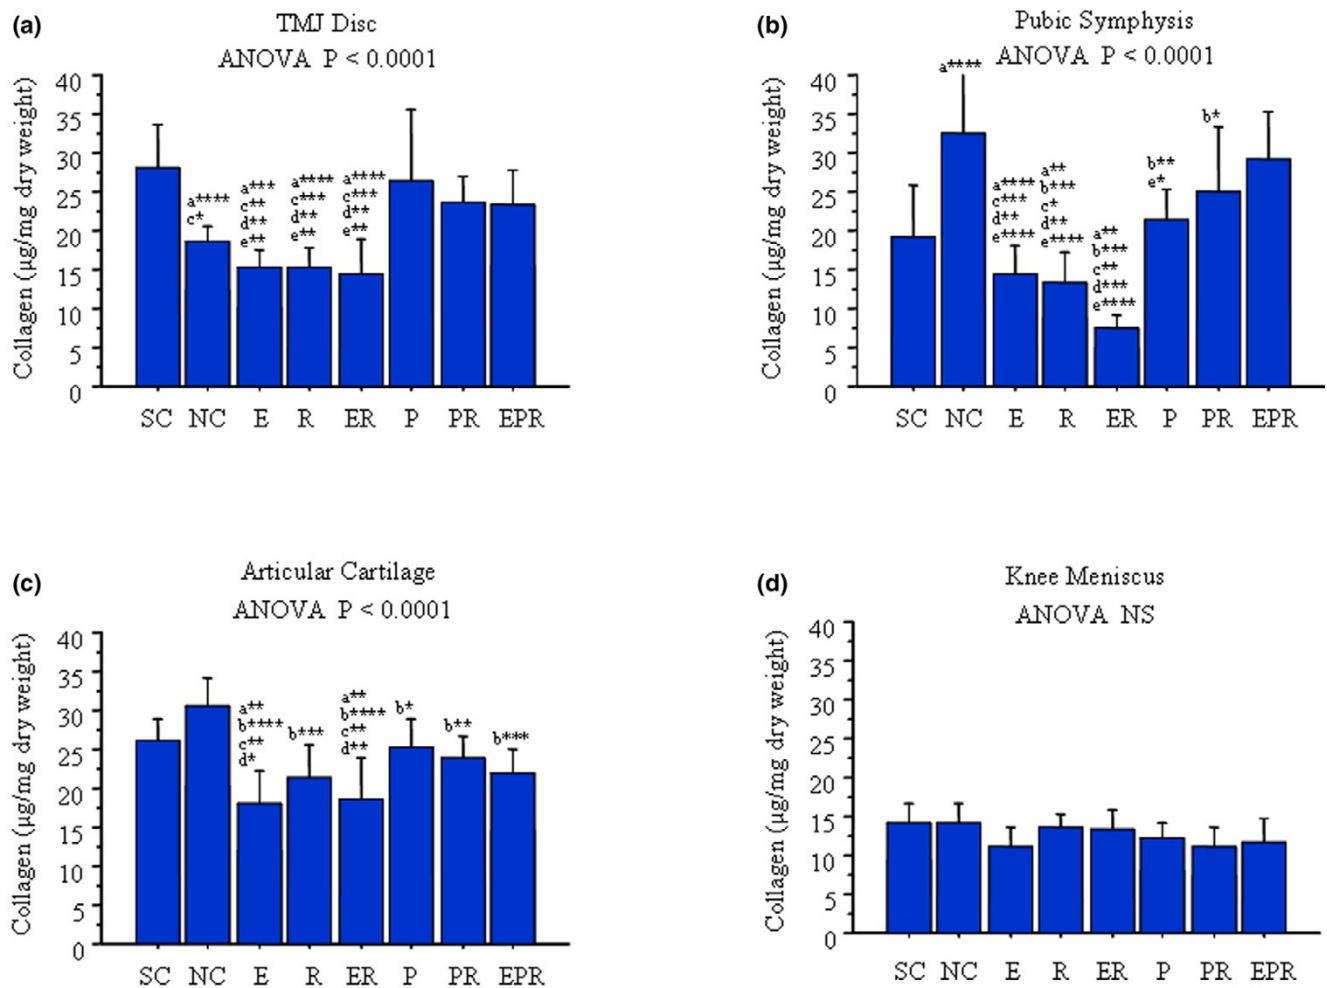 (a)
TMJ Disc
ANOVA P < 0.0001
Collagen (µg/mg dry weight)
40
35
30
25
20
15
10
5
0
a****
c*
a***
c**
d**
e**
a****
c***
d**
e**
a****
c***
d**
e**
SC NC E R ER P PR EPR
(b)
Pubic Symphysis
ANOVA P < 0.0001
Collagen (µg/mg dry weight)
40
35
30
25
20
15
10
5
0
a****
a****
c***
d**
e****
a**
b***
c*
d**
e****
a**
b***
c**
d***
e****
b**
e*
b*
SC NC E R ER P PR EPR
(c)
Articular Cartilage
ANOVA P < 0.0001
Collagen (µg/mg dry weight)
40
35
30
25
20
15
10
5
0
a**
b****
c**
d*
b***
a**
b****
c**
d**
b*
b**
b***
SC NC E R ER P PR EPR
(d)
Knee Meniscus
ANOVA NS
Collagen (µg/mg dry weight)
40
35
30
25
20
15
10
5
0
SC NC E R ER P PR EPR